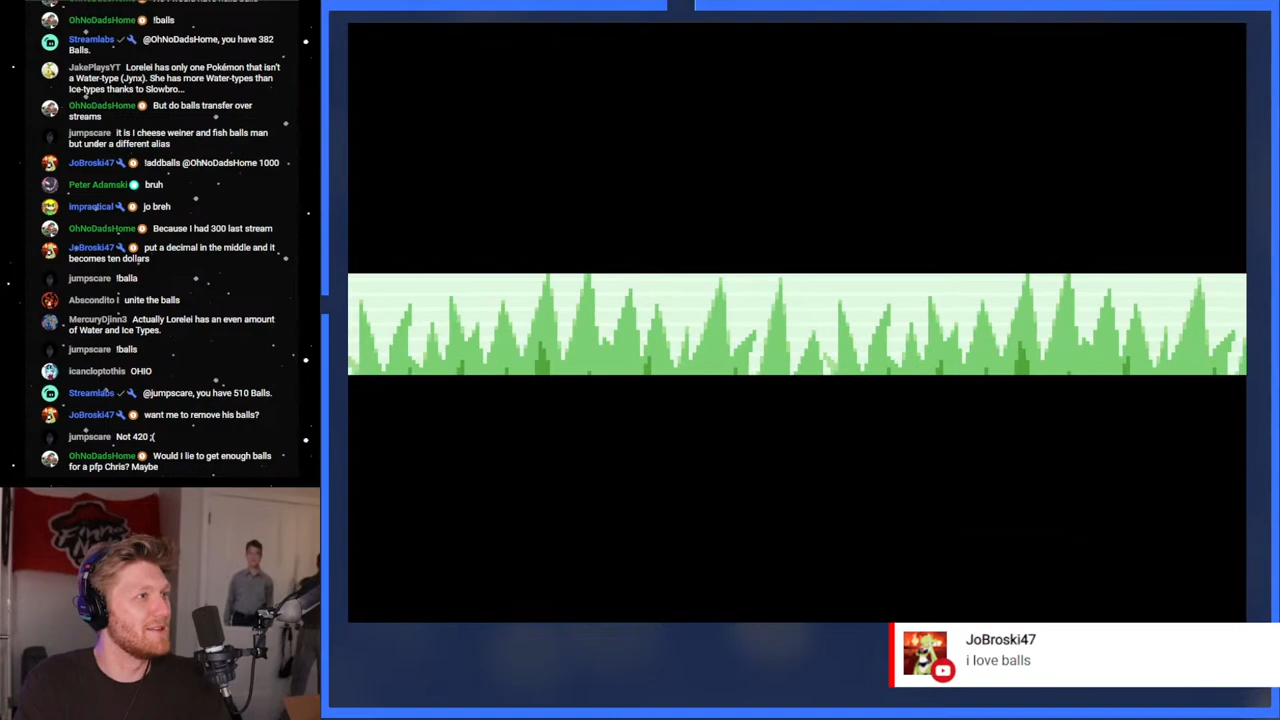 OhNoDadsHome !balls
Streamlabs @OhNoDadsHome, you have 382
Balls.
JakePlaysYT Lorelei has only one Pokémon that isn't
a Water-type (Jynx). She has more Water-types than
Ice-types thanks to Slowbro...
OhNoDadsHome But do balls transfer over
streams
jumpscare it is I cheese weiner and fish balls man
but under a different alias
JoBroski47 !addballs @OhNoDadsHome 1000
Peter Adamski bruh
impractical jo breh
OhNoDadsHome Because I had 300 last stream
JoBroski47 put a decimal in the middle and it
becomes ten dollars
jumpscare !balla
Abscondito I unite the balls
MercuryDjinn3 Actually Lorelei has an even amount
of Water and Ice Types.
jumpscare !balls
icancloptothis OHIO
Streamlabs @jumpscare, you have 510 Balls.
JoBroski47 want me to remove his balls?
jumpscare Not 420 ;(
OhNoDadsHome Would I lie to get enough balls
for a pfp Chris? Maybe
JoBroski47
i love balls